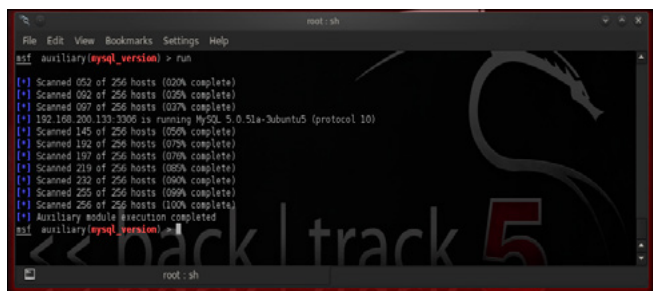 root : sh
File Edit View Bookmarks Settings Help
msf auxiliary(mysql_version) > run
[*] Scanned 052 of 256 hosts (020% complete)
[*] Scanned 092 of 256 hosts (035% complete)
[*] Scanned 097 of 256 hosts (037% complete)
[*] 192.168.200.133:3306 is running MySQL 5.0.51a-3ubuntu5 (protocol 10)
[*] Scanned 145 of 256 hosts (056% complete)
[*] Scanned 192 of 256 hosts (075% complete)
[*] Scanned 197 of 256 hosts (076% complete)
[*] Scanned 219 of 256 hosts (085% complete)
[*] Scanned 232 of 256 hosts (090% complete)
[*] Scanned 255 of 256 hosts (099% complete)
[*] Scanned 256 of 256 hosts (100% complete)
[*] Auxiliary module execution completed
msf auxiliary(mysql_version) >
<< back | track 5
root : sh